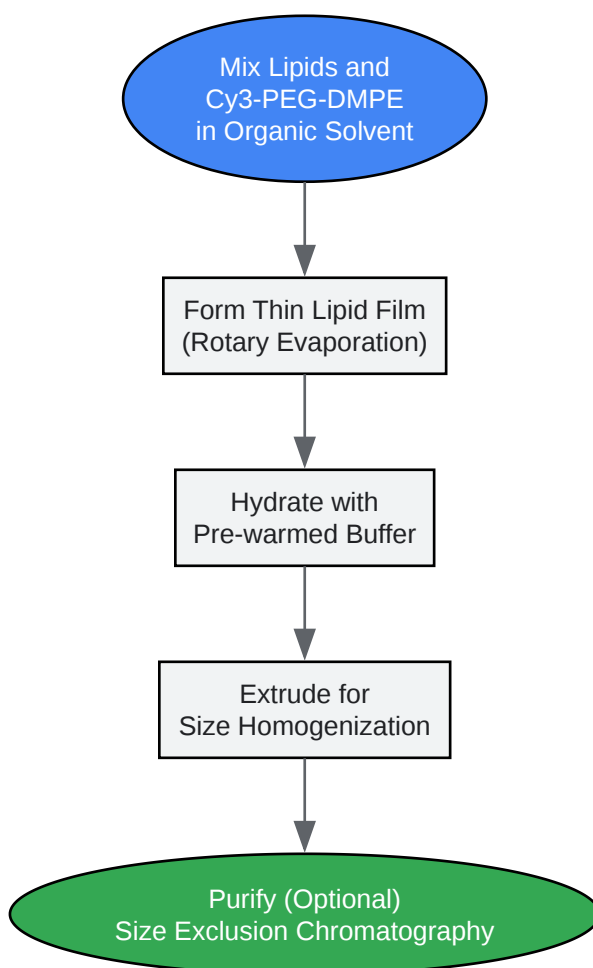 Mix Lipids and
Cy3-PEG-DMPE
in Organic Solvent
Form Thin Lipid Film
(Rotary Evaporation)
Hydrate with
Pre-warmed Buffer
Extrude for
Size Homogenization
Purify (Optional)
Size Exclusion Chromatography